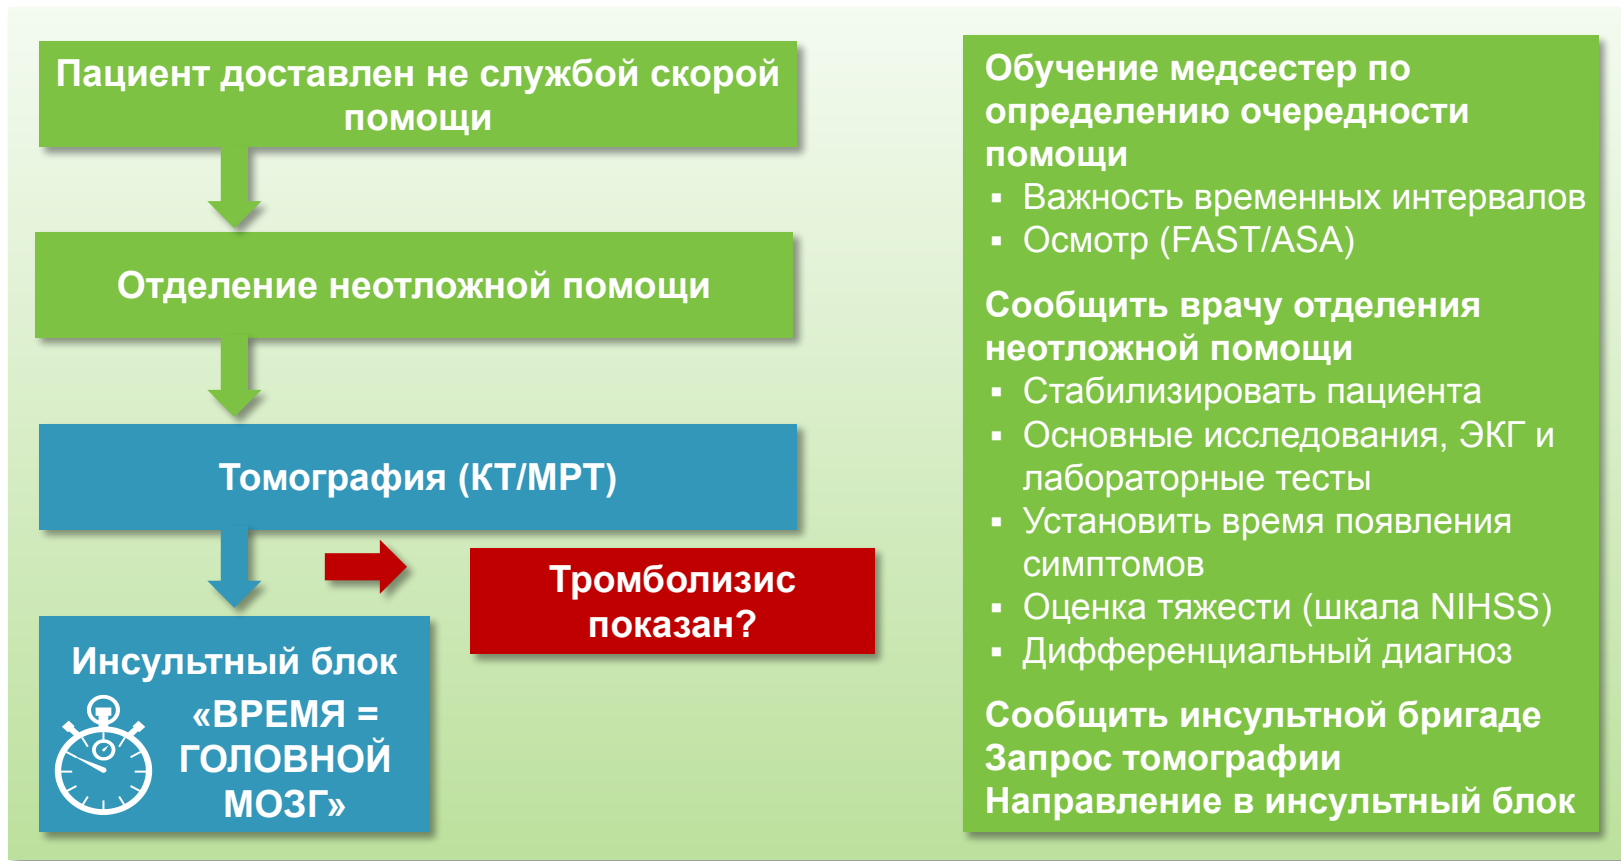 Пациент доставлен не службой скорой
помощи
Отделение неотложной помощи
Томография (КТ/МРТ)
Тромболизис
показан?
Инсультный блок
«ВРЕМЯ =
ГОЛОВНОЙ
МОЗГ»
Обучение медсестер по
определению очередности
помощи
▪ Важность временных интервалов
▪ Осмотр (FAST/ASA)
Сообщить врачу отделения
неотложной помощи
▪ Стабилизировать пациента
▪ Основные исследования, ЭКГ и
лабораторные тесты
▪ Установить время появления
симптомов
▪ Оценка тяжести (шкала NIHSS)
▪ Дифференциальный диагноз
Сообщить инсультной бригаде
Запрос томографии
Направление в инсультный блок